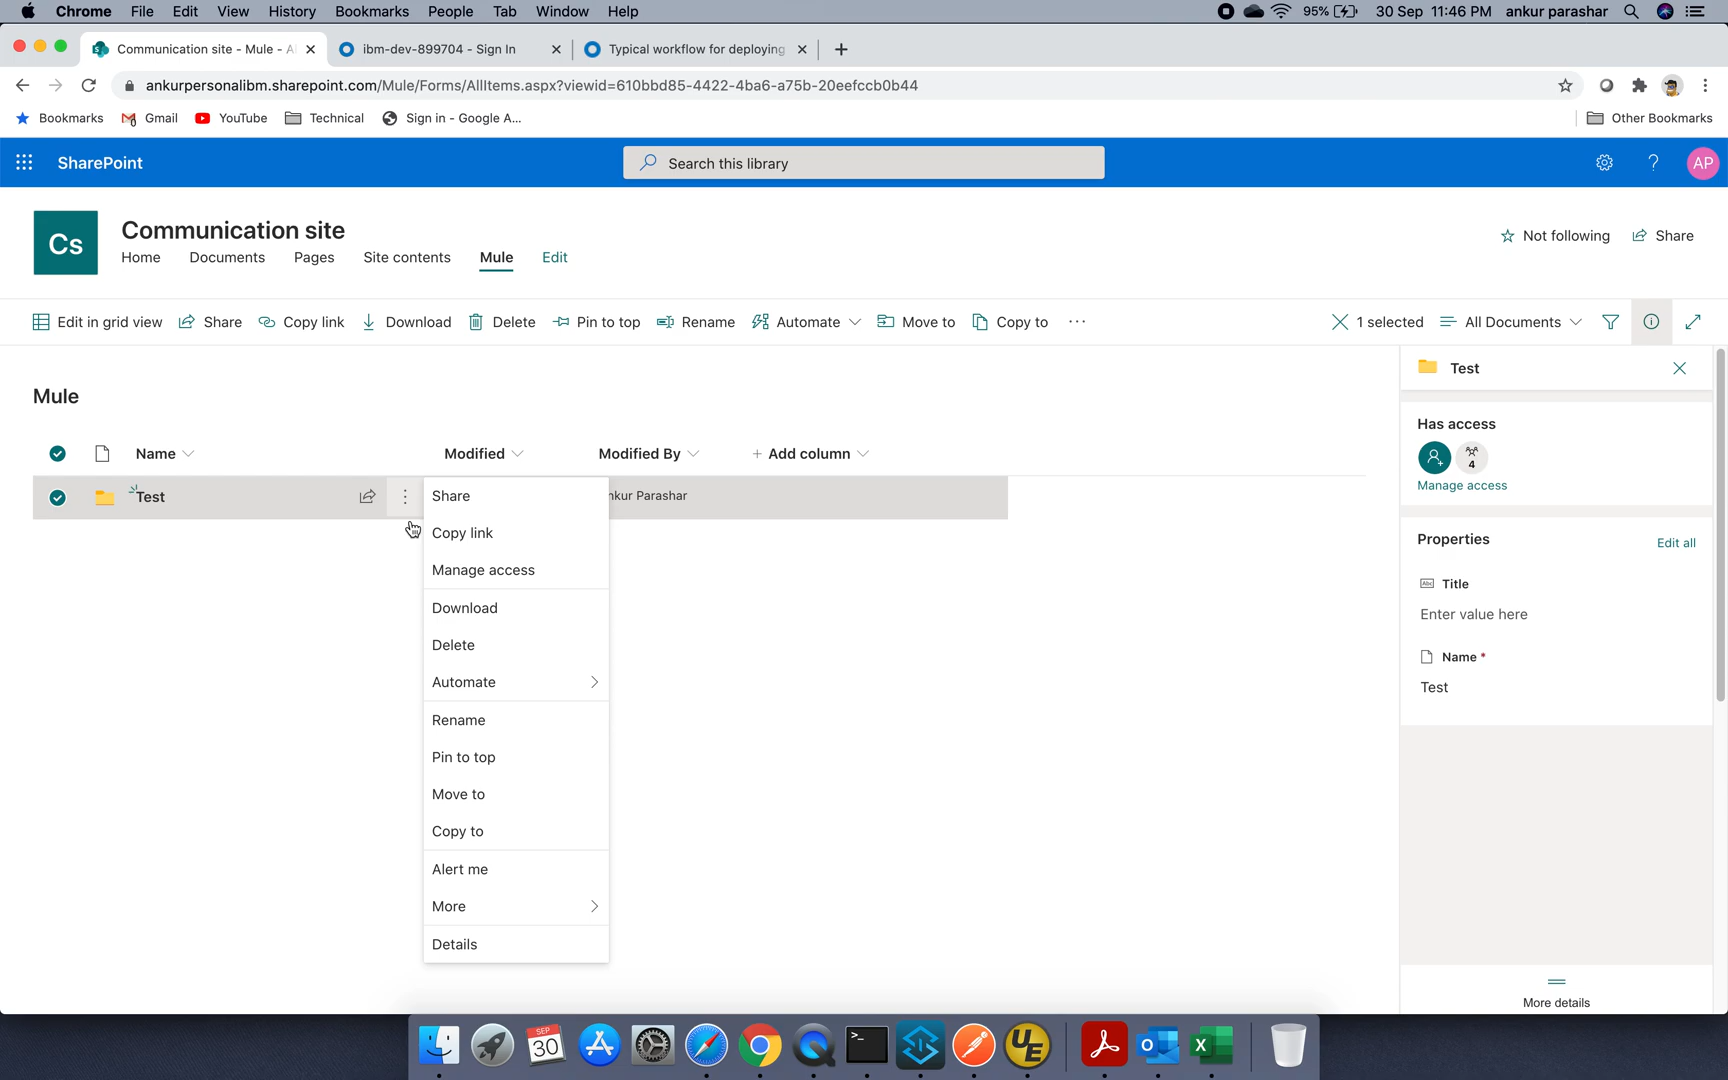 Chrome File Edit View History Bookmarks People Tab Window Help 95% 30 Sep 11:46 PM ankur parashar
Communication site - Mule - A ibm-dev-899704 - Sign In Typical workflow for deploying
ankurpersonalibm.sharepoint.com/Mule/Forms/AllItems.aspx?viewid=610bbd85-4422-4ba6-a75b-20eefccb0b44
Bookmarks Gmail YouTube Technical Sign in - Google A... Other Bookmarks
SharePoint Search this library ? AP
Cs Communication site
Home Documents Pages Site contents Mule Edit Not following Share
Edit in grid view Share Copy link Download Delete Pin to top Rename Automate Move to Copy to ... 1 selected All Documents
Test
Mule
Has access
4
Manage access
Name Modified Modified By + Add column
Test nkur Parashar
Share
Copy link
Manage access
Download
Delete
Automate
Rename
Pin to top
Move to
Copy to
Alert me
More
Details
Properties Edit all
Abc Title
Enter value here
Name *
Test
More details
SEP
30
>_
UE
O
X